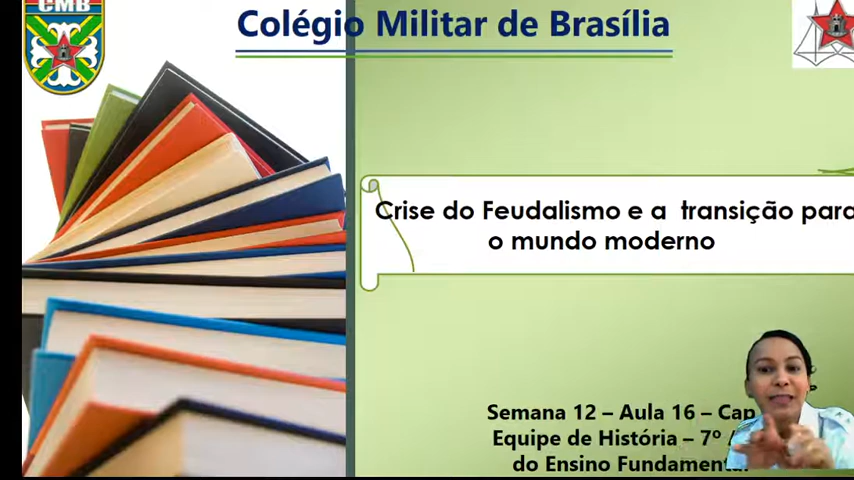 CMB
Colégio Militar de Brasília
Crise do Feudalismo e a transição para
o mundo moderno
Semana 12 – Aula 16 – Cap
Equipe de História – 7º
do Ensino Fundamental